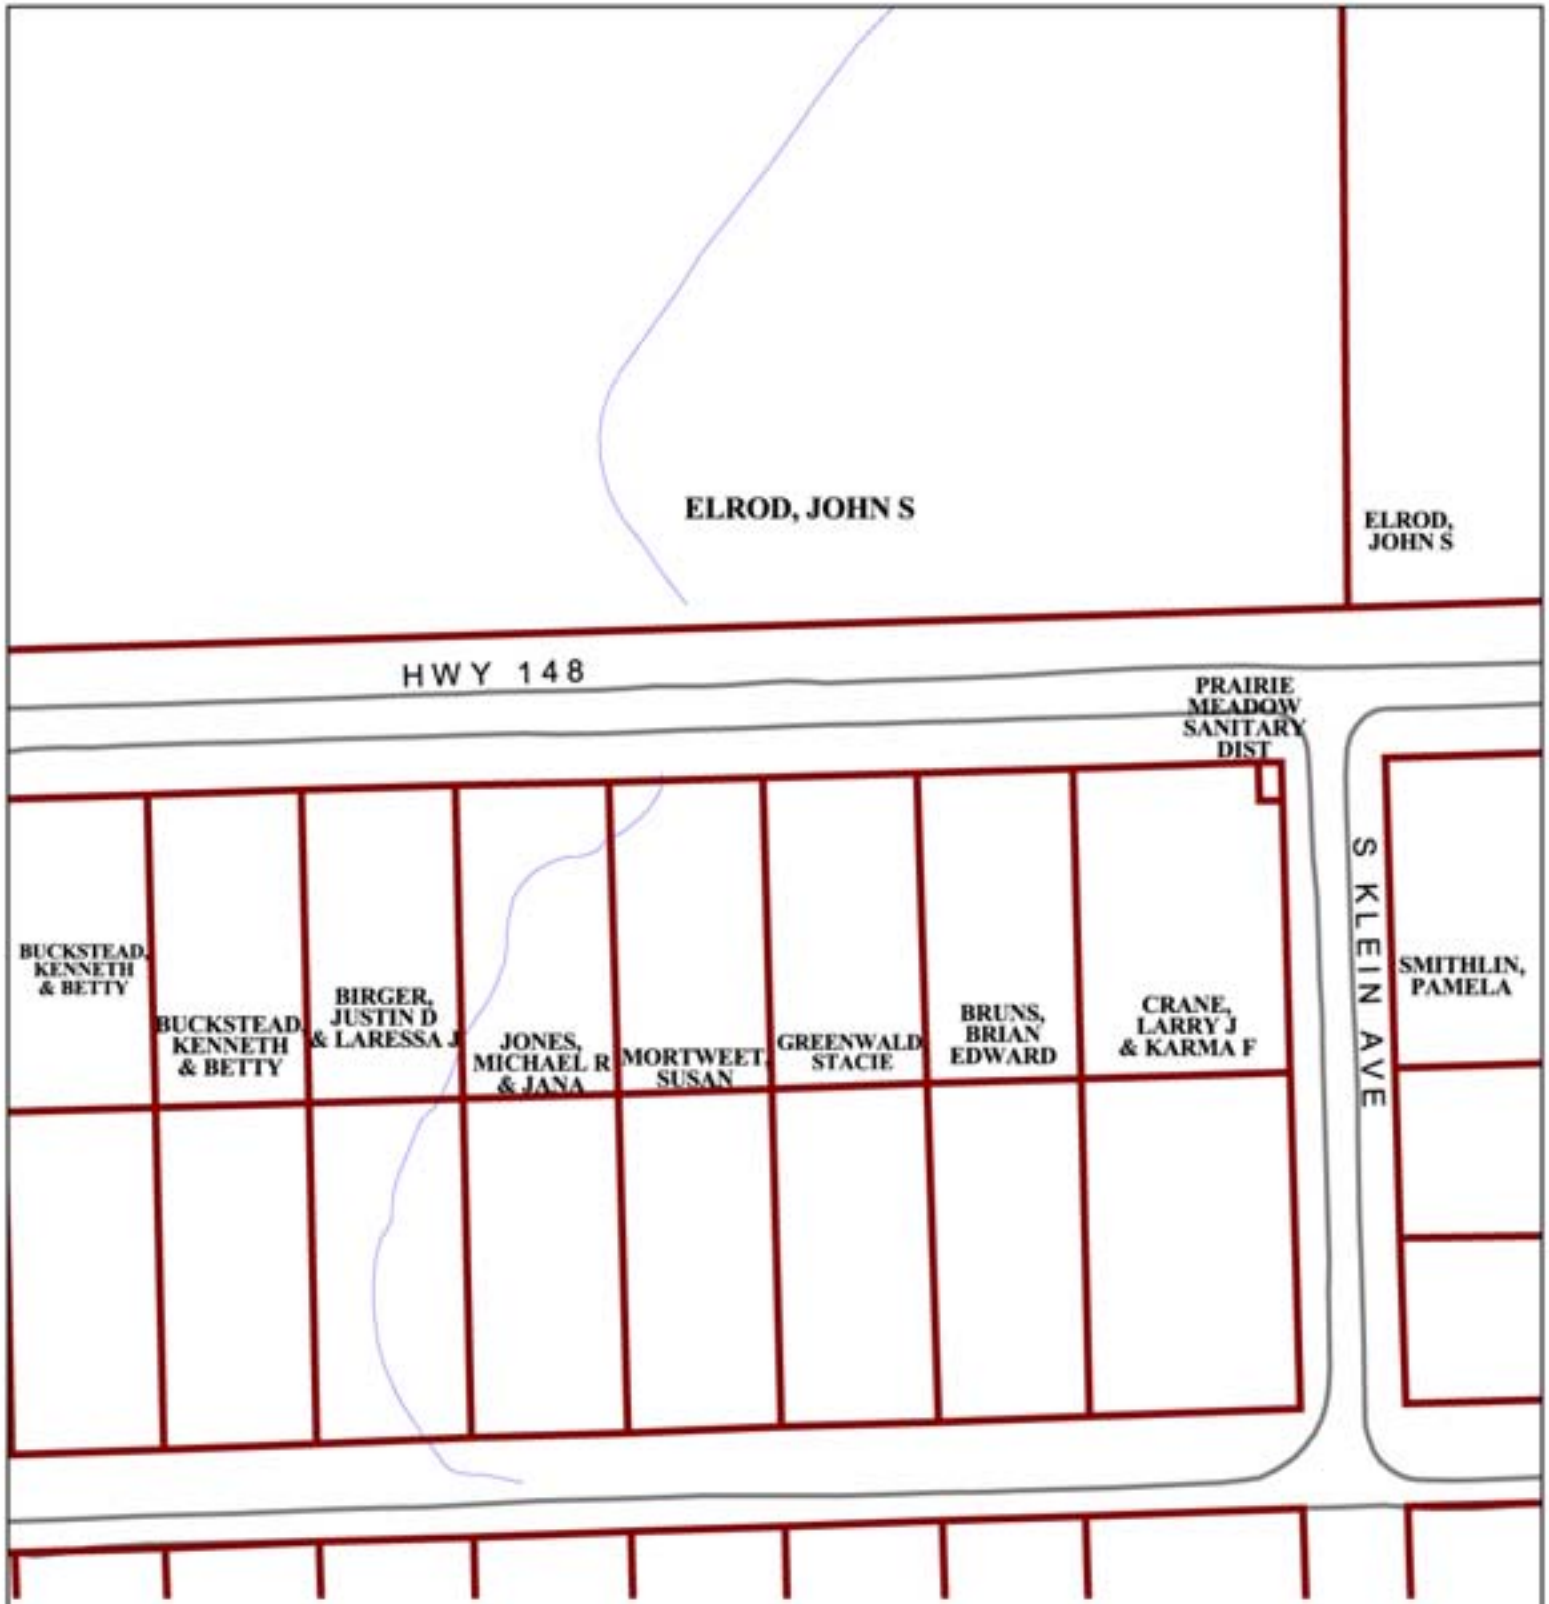 ELROD, JOHN S
ELROD,
JOHN S
HWY 148
PRAIRIE
MEADOW
SANITARY
DIST
S KLEIN AVE
BUCKSTEAD,
KENNETH
& BETTY
BUCKSTEAD,
KENNETH
& BETTY
BIRGER,
JUSTIN D
& LARESSA J
JONES,
MICHAEL R
& JANA
MORTWEET,
SUSAN
GREENWALD
STACIE
BRUNS,
BRIAN
EDWARD
CRANE,
LARRY J
& KARMA F
SMITHLIN,
PAMELA